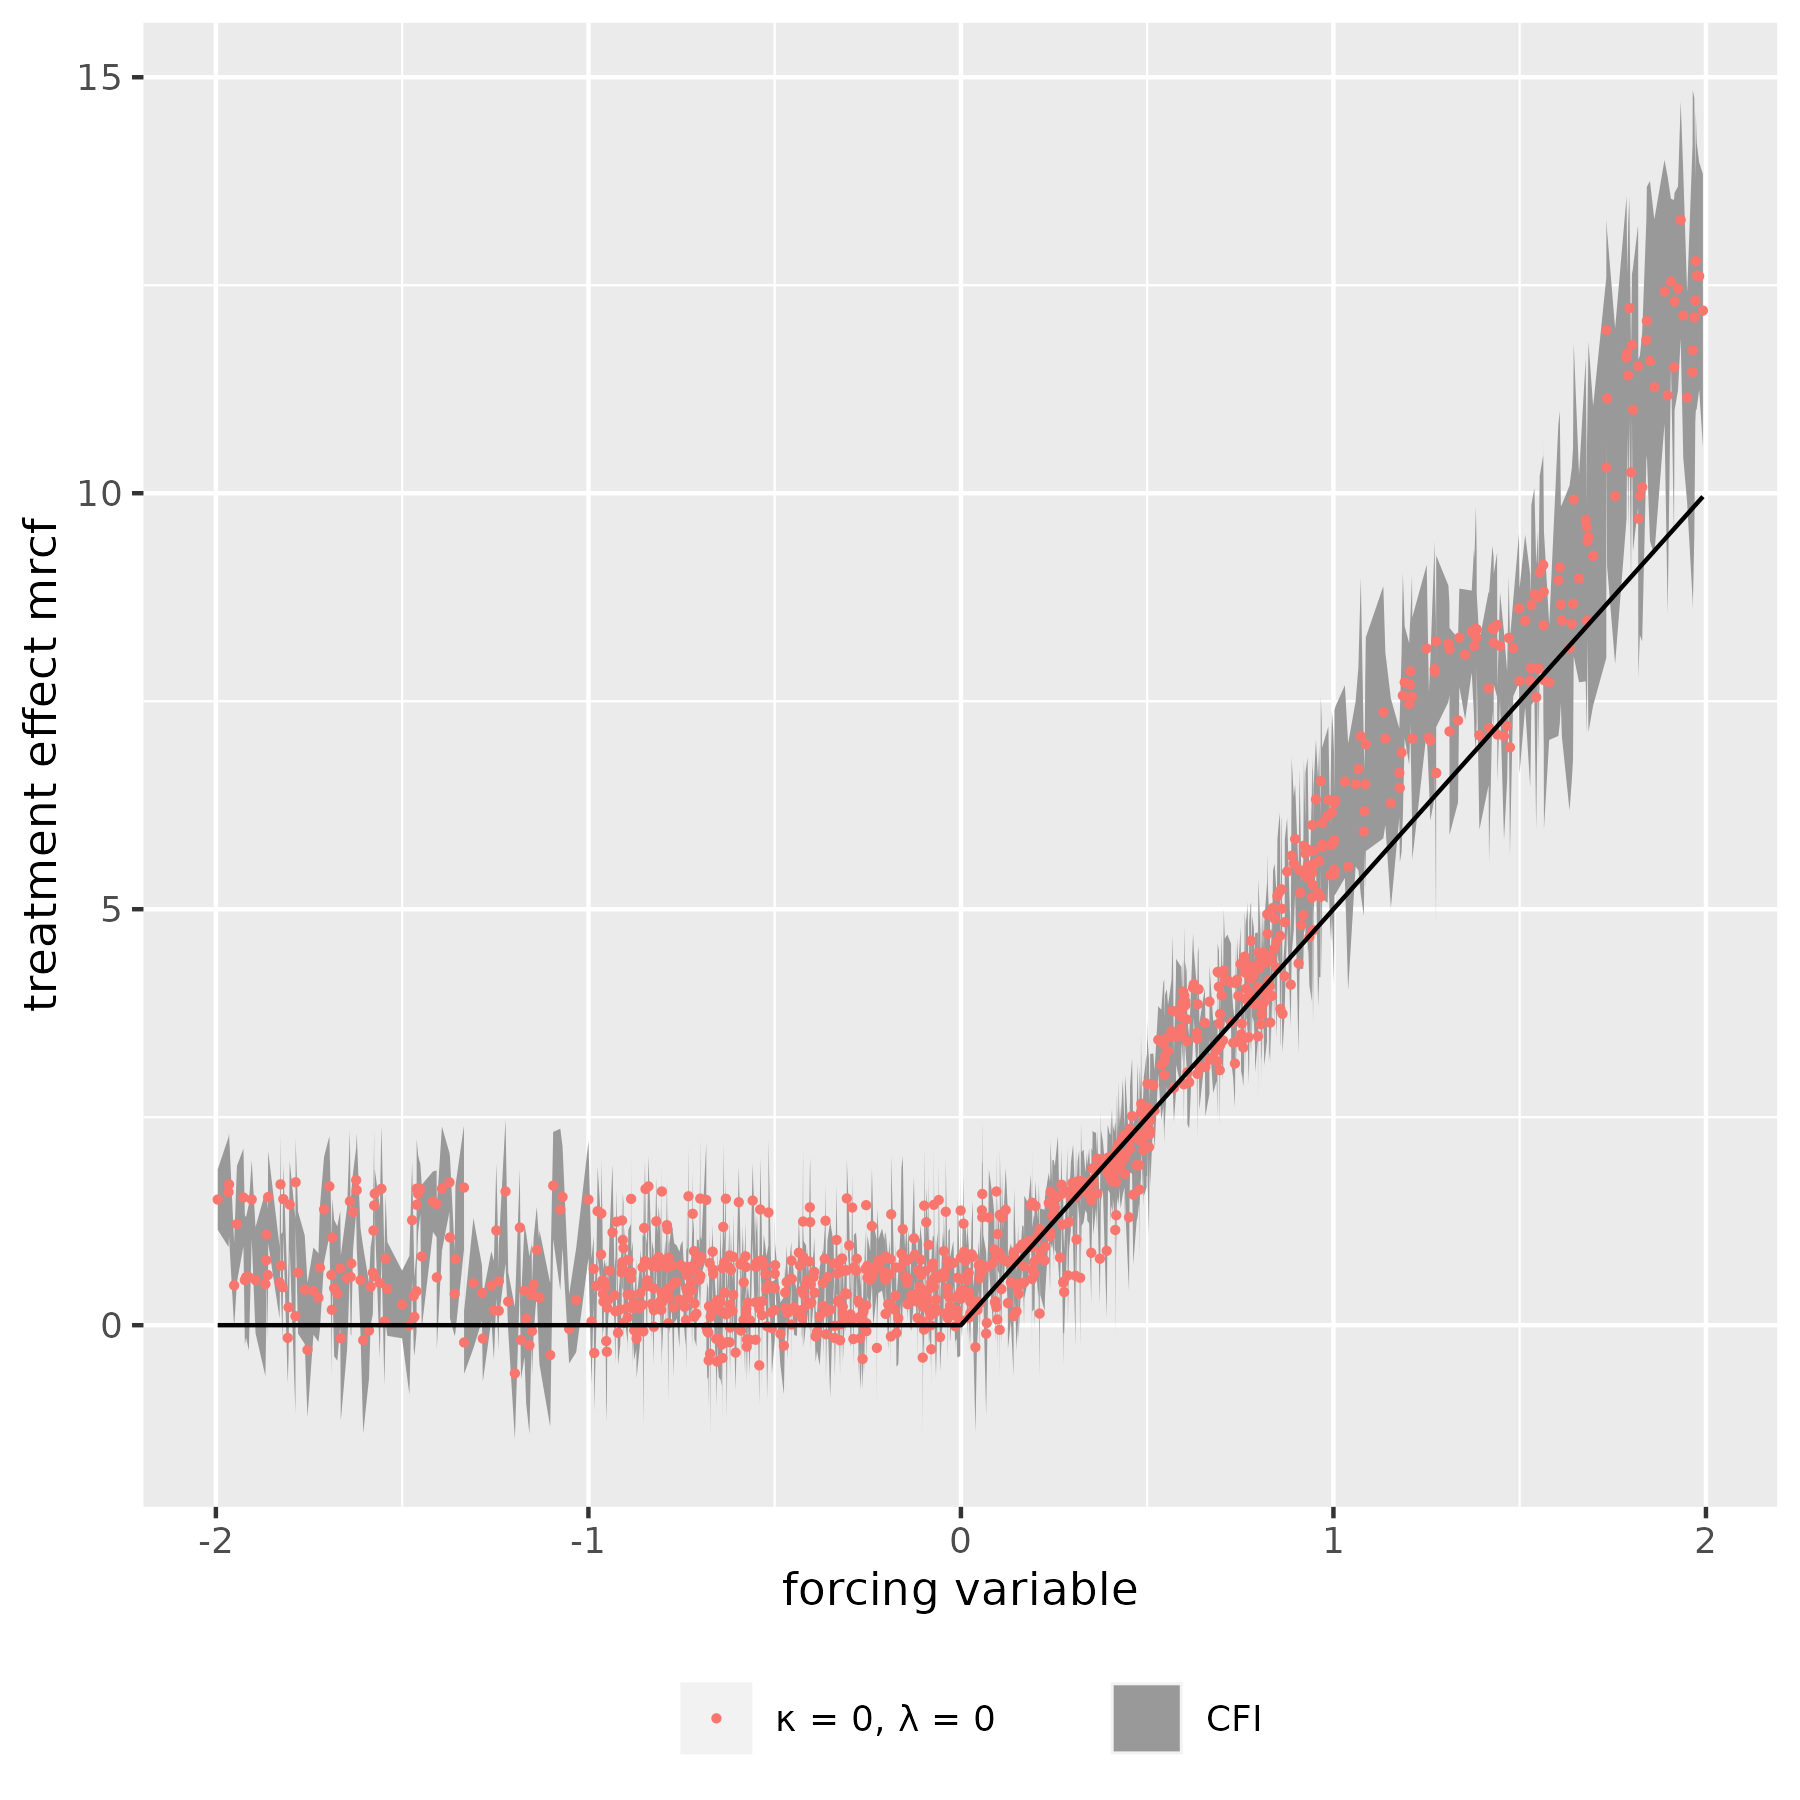 treatment effect mrcf
15
10
5
0
-2 -1 0 1 2
forcing variable
κ = 0, λ = 0 CFI